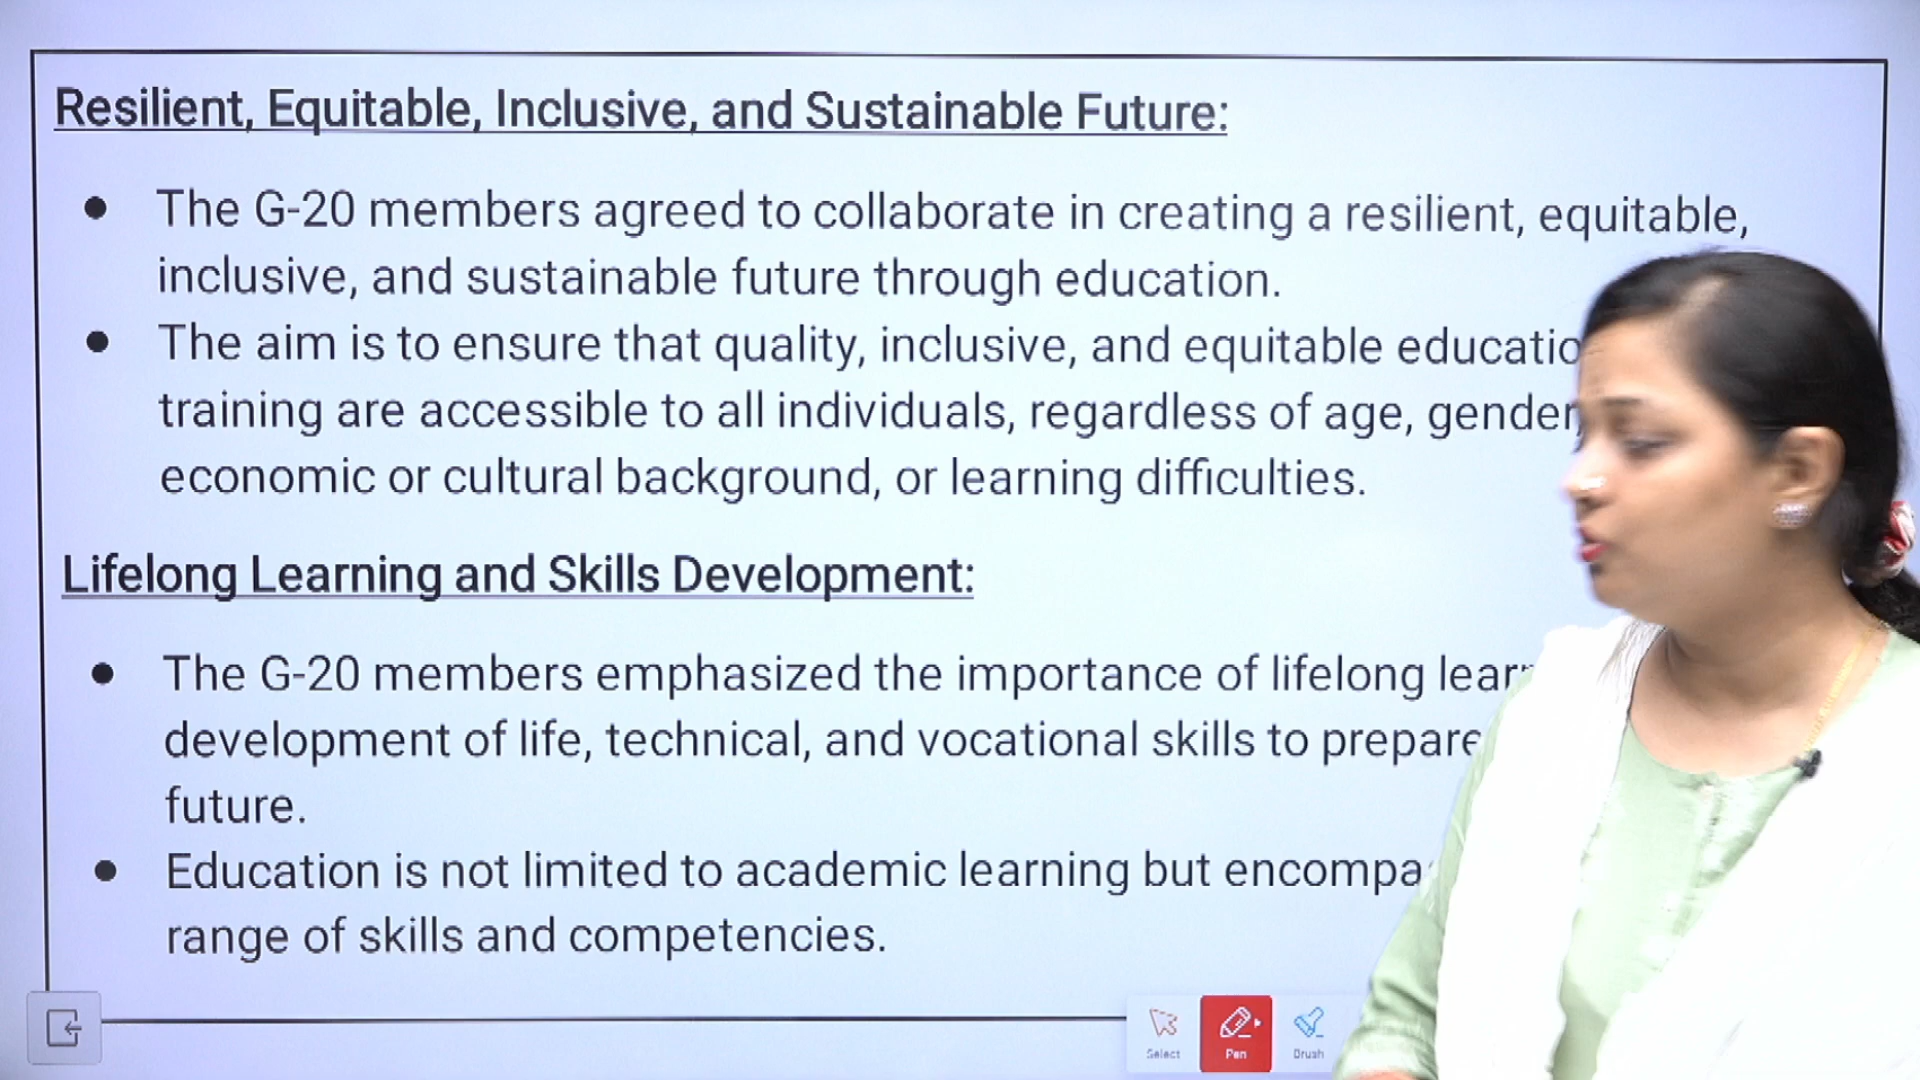 Resilient, Equitable, Inclusive, and Sustainable Future:
The G-20 members agreed to collaborate in creating a resilient, equitable,
inclusive, and sustainable future through education.
The aim is to ensure that quality, inclusive, and equitable
training are accessible to all individuals, regardless of age, gender,
economic or cultural background, or learning difficulties.
Lifelong Learning and Skills Development:
The G-20 members emphasized the importance of lifelong
development of life, technical, and vocational skills to prepare
future.
Education is not limited to academic learning but
range of skills and competencies.
Select Pen Brush